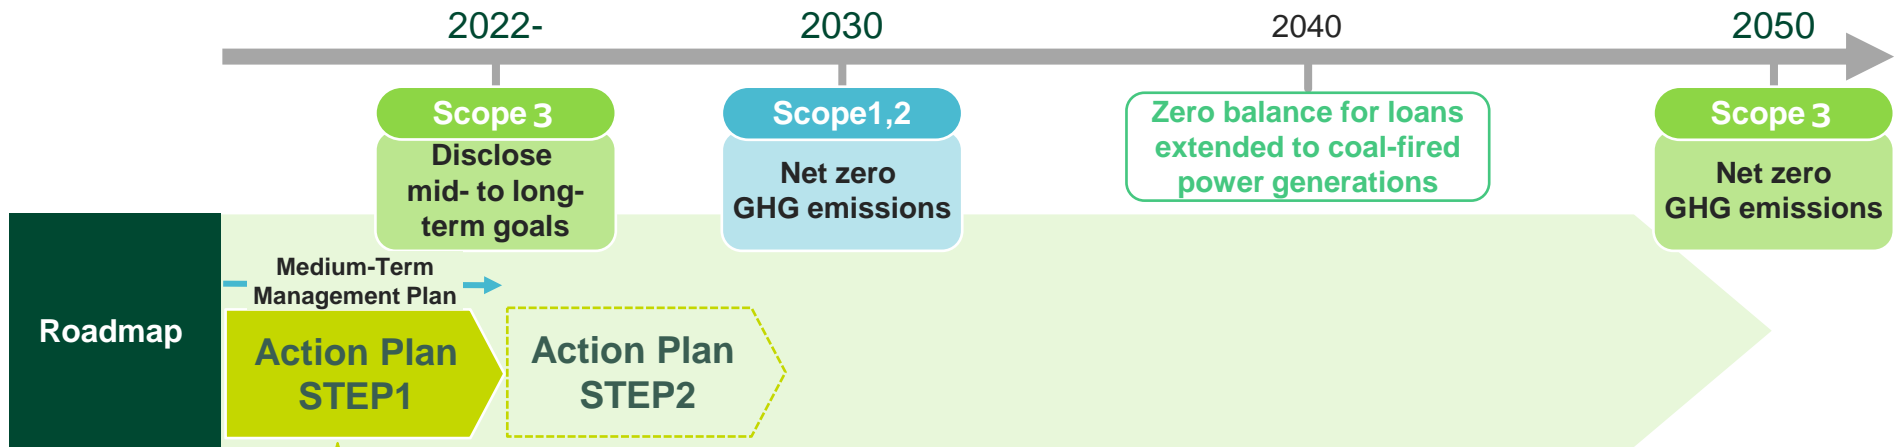 2022-
2030
2040
2050
Scope 3
Disclose
mid- to long-
term goals
Scope1,2
Net zero
GHG emissions
Zero balance for loans
extended to coal-fired
power generations
Scope 3
Net zero
GHG emissions
Roadmap
Medium-Term
Management Plan
Action Plan
STEP1
Action Plan
STEP2